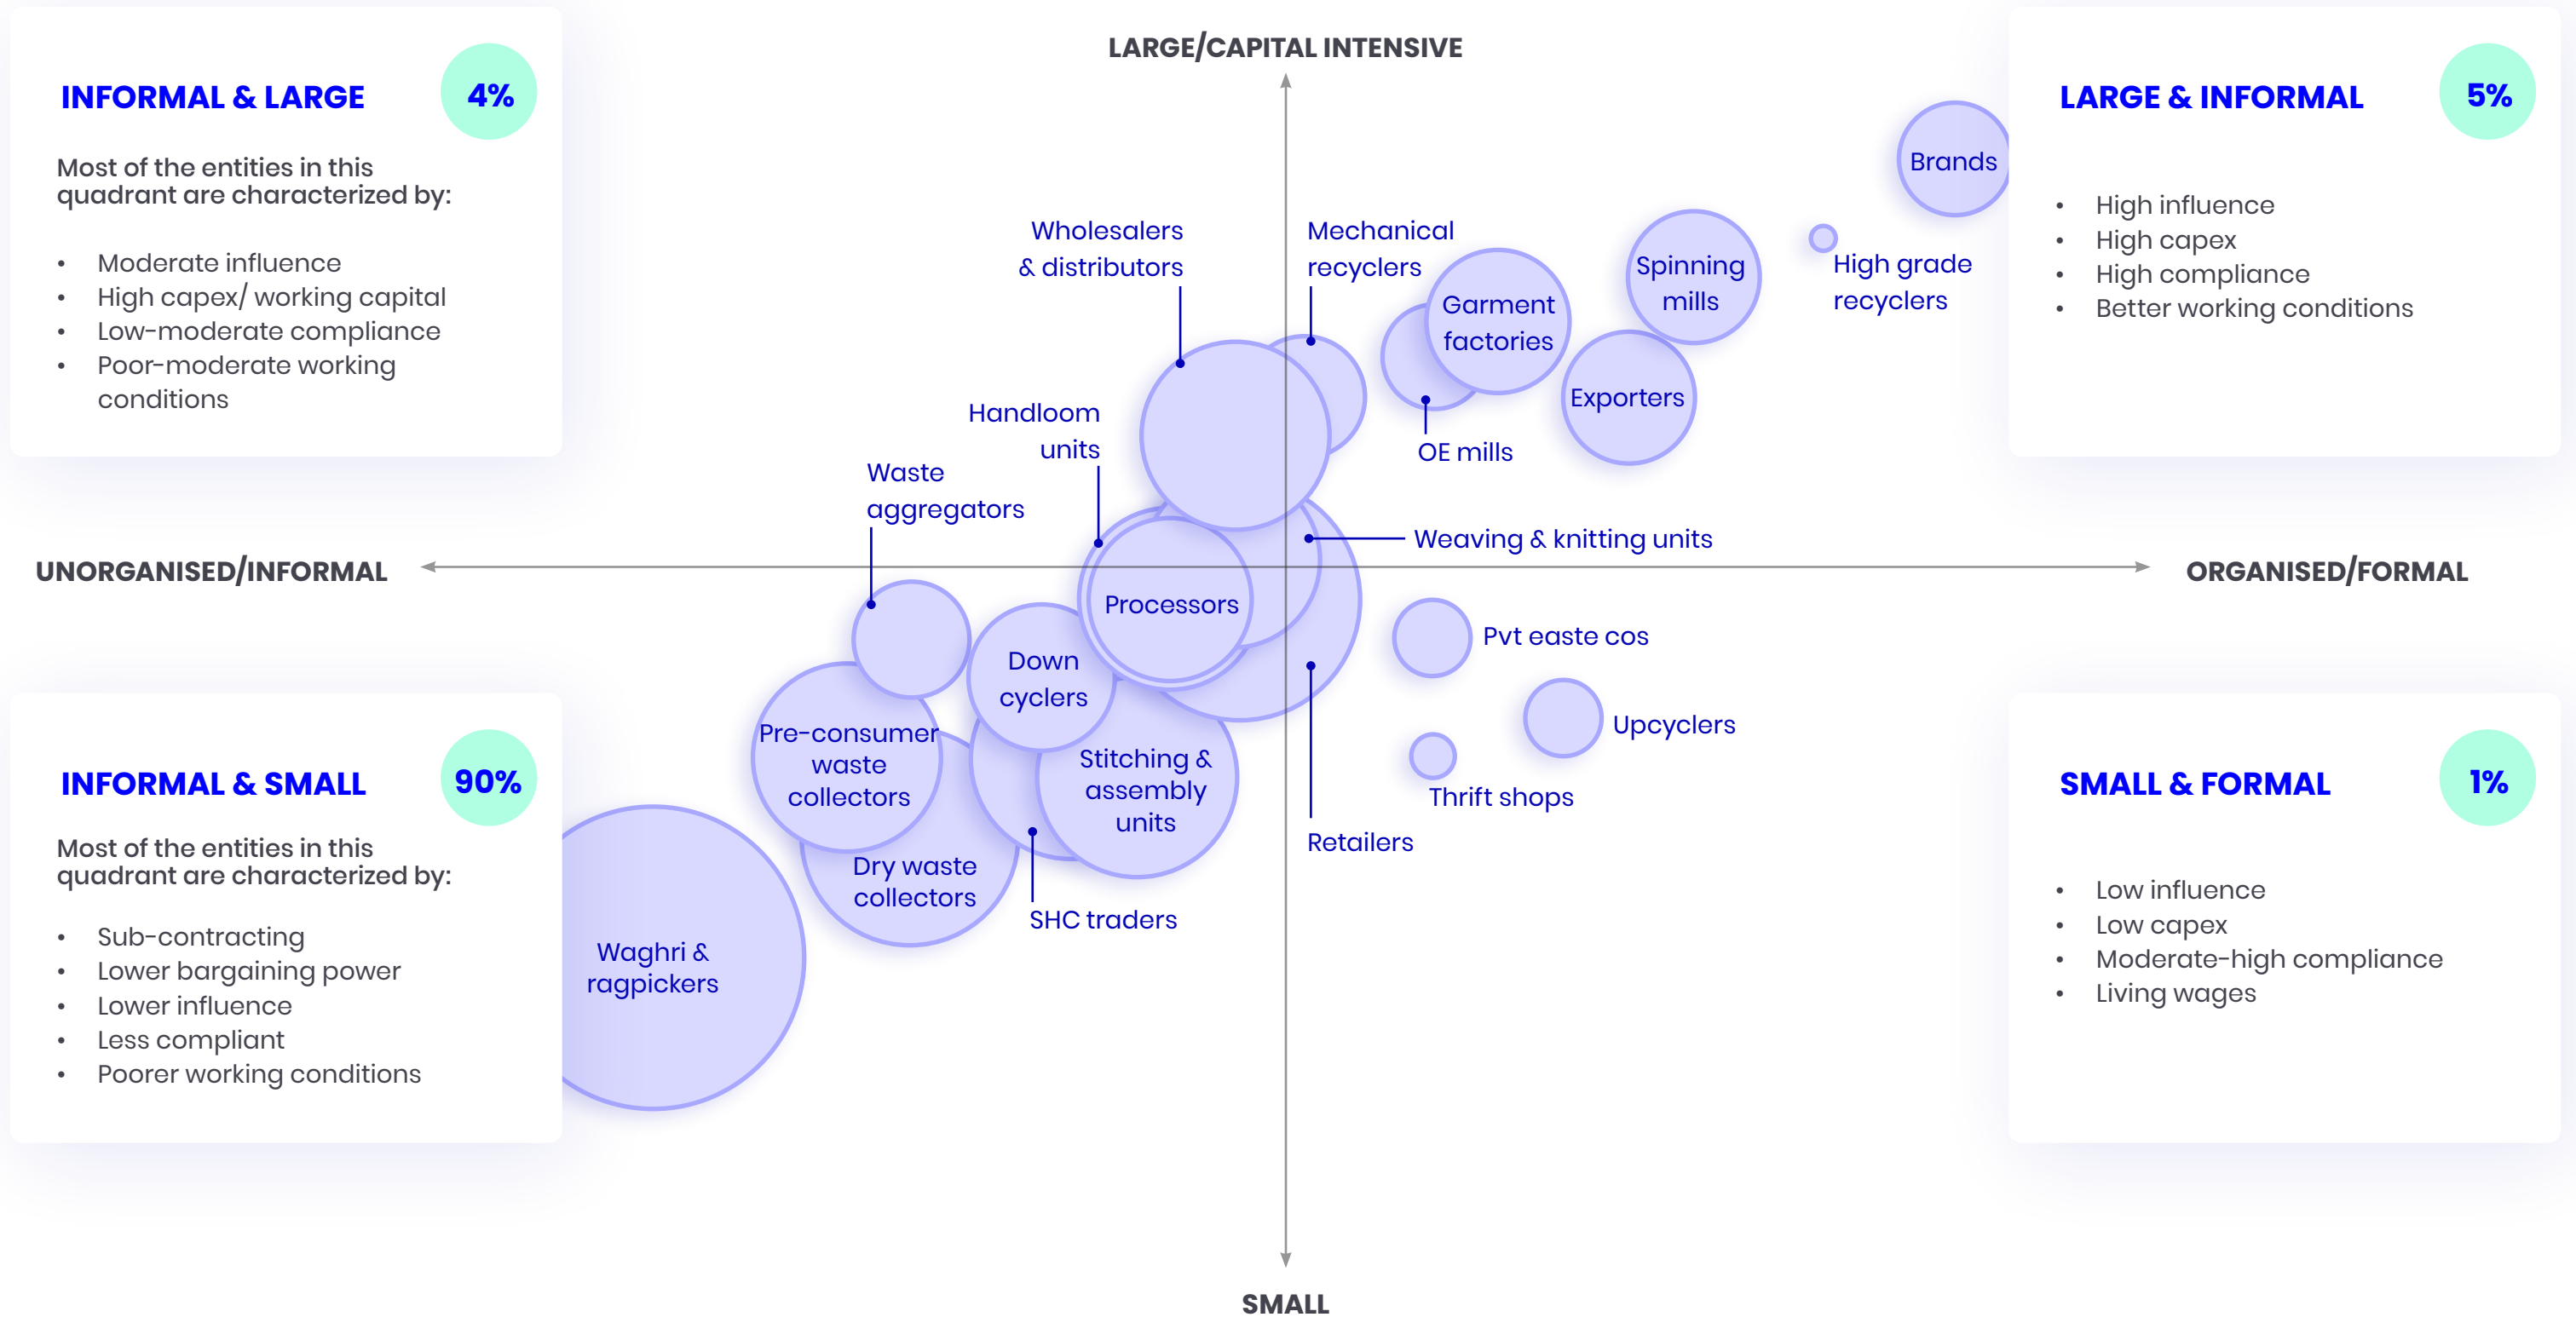 LARGE/CAPITAL INTENSIVE
INFORMAL & LARGE
4%
Most of the entities in this
quadrant are characterized by:
• Moderate influence
• High capex/ working capital
• Low-moderate compliance
• Poor-moderate working
conditions
LARGE & INFORMAL
5%
• High influence
• High capex
• High compliance
• Better working conditions
Brands
Wholesalers
& distributors
Mechanical
recyclers
Garment
factories
Spinning
mills
High grade
recyclers
Exporters
OE mills
Handloom
units
Waste
aggregators
Weaving & knitting units
UNORGANISED/INFORMAL
ORGANISED/FORMAL
Processors
Pvt easte cos
Down
cyclers
Upcyclers
Pre-consumer
waste
collectors
Stitching &
assembly
units
Thrift shops
Retailers
Dry waste
collectors
SHC traders
Waghri &
ragpickers
INFORMAL & SMALL
90%
Most of the entities in this
quadrant are characterized by:
• Sub-contracting
• Lower bargaining power
• Lower influence
• Less compliant
• Poorer working conditions
SMALL & FORMAL
1%
• Low influence
• Low capex
• Moderate-high compliance
• Living wages
SMALL